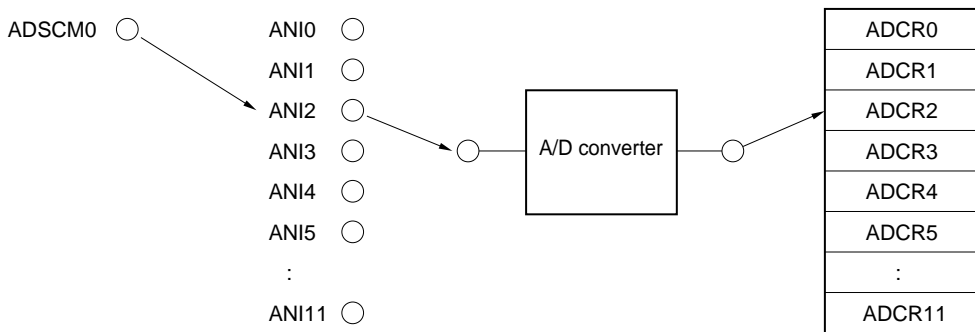 ADSCM0
ANI0
ANI1
ANI2
ANI3
ANI4
ANI5
:
ANI11
A/D converter
ADCR0
ADCR1
ADCR2
ADCR3
ADCR4
ADCR5
:
ADCR11